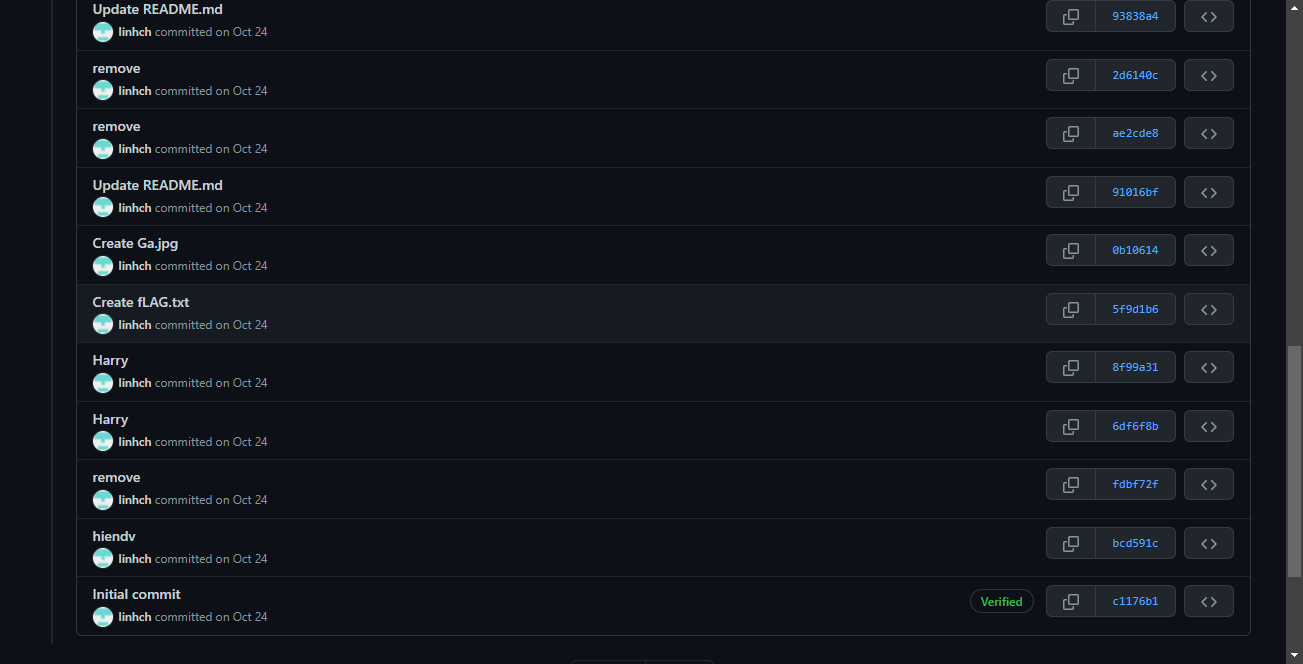 Update README.md
linhch committed on Oct 24
93838a4
remove
linhch committed on Oct 24
2d6140c
remove
linhch committed on Oct 24
ae2cde8
Update README.md
linhch committed on Oct 24
91016bf
Create Ga.jpg
linhch committed on Oct 24
0b10614
Create fLAG.txt
linhch committed on Oct 24
5f9d1b6
Harry
linhch committed on Oct 24
8f99a31
Harry
linhch committed on Oct 24
6df6f8b
remove
linhch committed on Oct 24
fdbf72f
hiendv
linhch committed on Oct 24
bcd591c
Initial commit
linhch committed on Oct 24
Verified
c1176b1